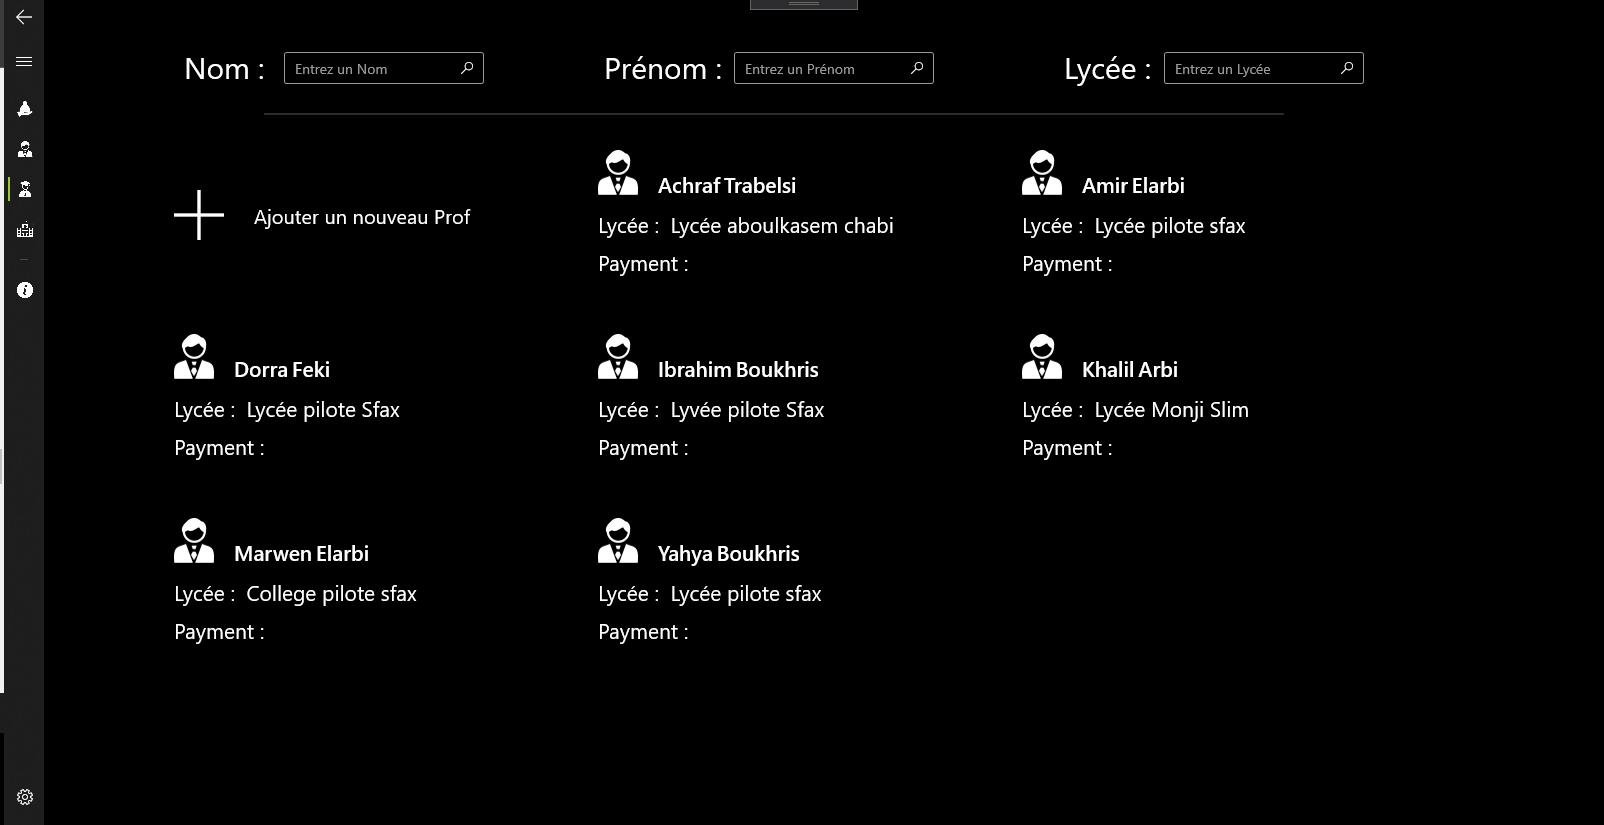 Nom : Entrez un Nom Prénom : Entrez un Prénom Lycée : Entrez un Lycée
Ajouter un nouveau Prof
Achraf Trabelsi
Lycée : Lycée aboulkasem chabi
Payment :
Amir Elarbi
Lycée : Lycée pilote sfax
Payment :
Dorra Feki
Lycée : Lycée pilote Sfax
Payment :
Ibrahim Boukhris
Lycée : Lyvée pilote Sfax
Payment :
Khalil Arbi
Lycée : Lycée Monji Slim
Payment :
Marwen Elarbi
Lycée : College pilote sfax
Payment :
Yahya Boukhris
Lycée : Lycée pilote sfax
Payment :